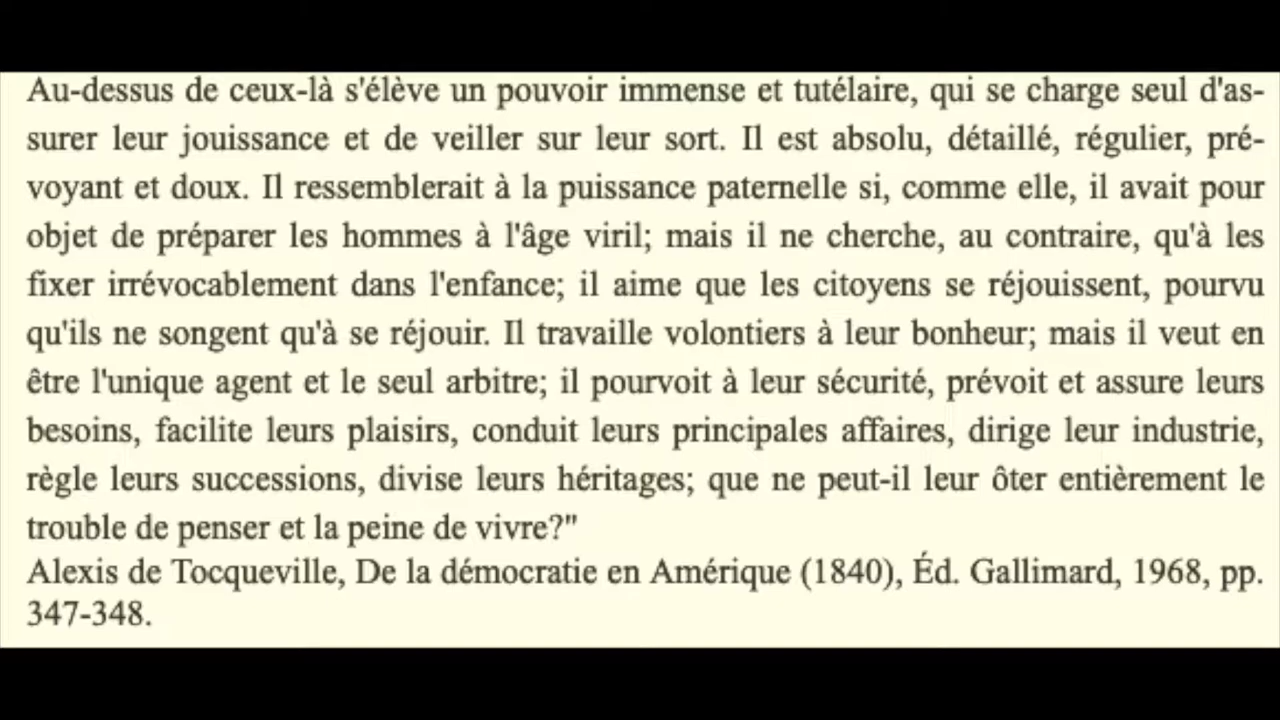 Au-dessus de ceux-là s'élève un pouvoir immense et tutélaire, qui se charge seul d'as-
surer leur jouissance et de veiller sur leur sort. Il est absolu, détaillé, régulier, pré-
voyant et doux. Il ressemblerait à la puissance paternelle si, comme elle, il avait pour
objet de préparer les hommes à l'âge viril; mais il ne cherche, au contraire, qu'à les
fixer irrévocablement dans l'enfance; il aime que les citoyens se réjouissent, pourvu
qu'ils ne songent qu'à se réjouir. Il travaille volontiers à leur bonheur; mais il veut en
être l'unique agent et le seul arbitre; il pourvoit à leur sécurité, prévoit et assure leurs
besoins, facilite leurs plaisirs, conduit leurs principales affaires, dirige leur industrie,
règle leurs successions, divise leurs héritages; que ne peut-il leur ôter entièrement le
trouble de penser et la peine de vivre?"
Alexis de Tocqueville, De la démocratie en Amérique (1840), Éd. Gallimard, 1968, pp.
347-348.